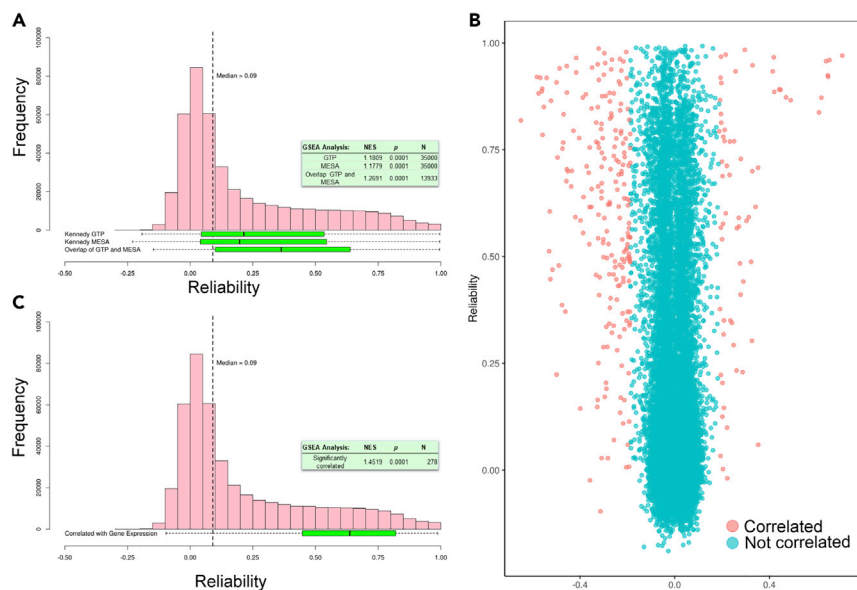 A
Frequency
100000
80000
60000
40000
20000
0
Median = 0.09
GSEA Analysis: NES p N
GTP 1.1809 0.0001 35000
MESA 1.1779 0.0001 35000
Overlap GTP and MESA 1.2691 0.0001 13933
Kennedy GTP
Kennedy MESA
Overlap of GTP and MESA
-0.50 -0.25 0.00 0.25 0.50 0.75 1.00
Reliability
C
Frequency
100000
80000
60000
40000
20000
0
Median = 0.09
GSEA Analysis: NES p N
Significantly correlated 1.4519 0.0001 278
Correlated with Gene Expression
-0.50 -0.25 0.00 0.25 0.50 0.75 1.00
Reliability
B
Reliability
1.00
0.75
0.50
0.25
0.00
-0.4 0.0 0.4
Correlated
Not correlated